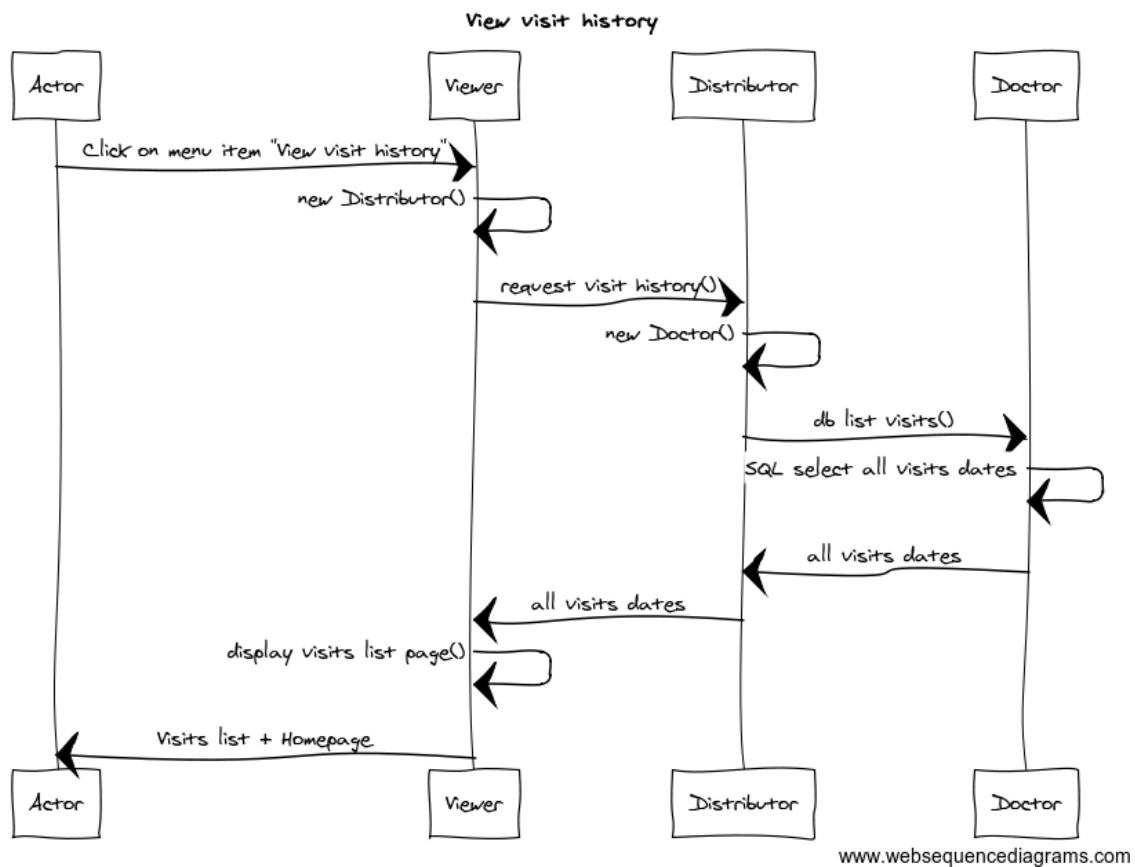 View visit history
Actor
Viewer
Distributor
Doctor
Click on menu item "View visit history"
new Distributor()
request visit history()
new Doctor()
db list visits()
SQL select all visits dates
all visits dates
all visits dates
display visits list page()
Visits list + Homepage
Actor
Viewer
Distributor
Doctor
www.websequencediagrams.com